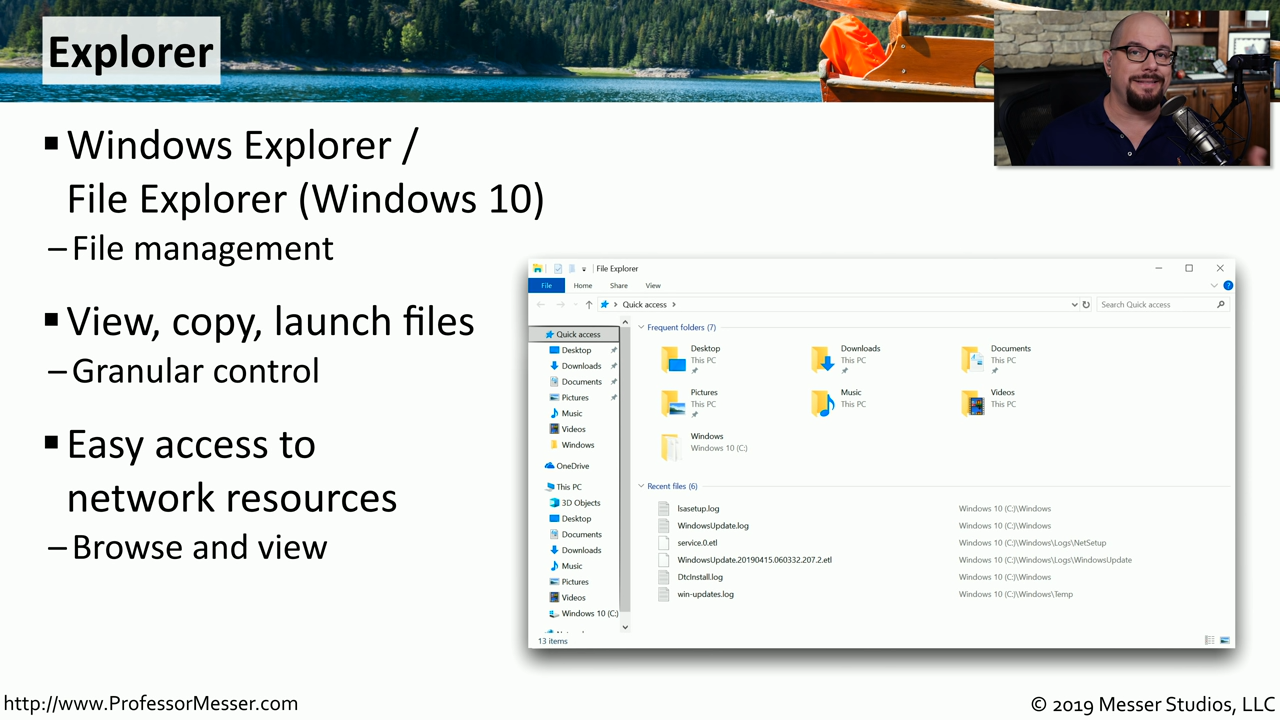 Explorer
▪ Windows Explorer /
File Explorer (Windows 10)
– File management
▪ View, copy, launch files
– Granular control
▪ Easy access to
network resources
– Browse and view
File Explorer
File Home Share View
Quick access
Search Quick access
Quick access
Desktop
Downloads
Documents
Pictures
Music
Videos
Windows
OneDrive
This PC
3D Objects
Desktop
Documents
Downloads
Music
Pictures
Videos
Windows 10 (C:)
Frequent folders (7)
Desktop
This PC
Downloads
This PC
Documents
This PC
Pictures
This PC
Music
This PC
Videos
This PC
Windows
Windows 10 (C:)
Recent files (6)
lsasetup.log Windows 10 (C:)\Windows
WindowsUpdate.log Windows 10 (C:)\Windows
service.0.etl Windows 10 (C:)\Windows\Logs\NetSetup
WindowsUpdate.20190415.060332.207.2.etl Windows 10 (C:)\Windows\Logs\WindowsUpdate
DtcInstall.log Windows 10 (C:)\Windows
win-updates.log Windows 10 (C:)\Windows\Temp
13 items
http://www.ProfessorMesser.com
© 2019 Messer Studios, LLC